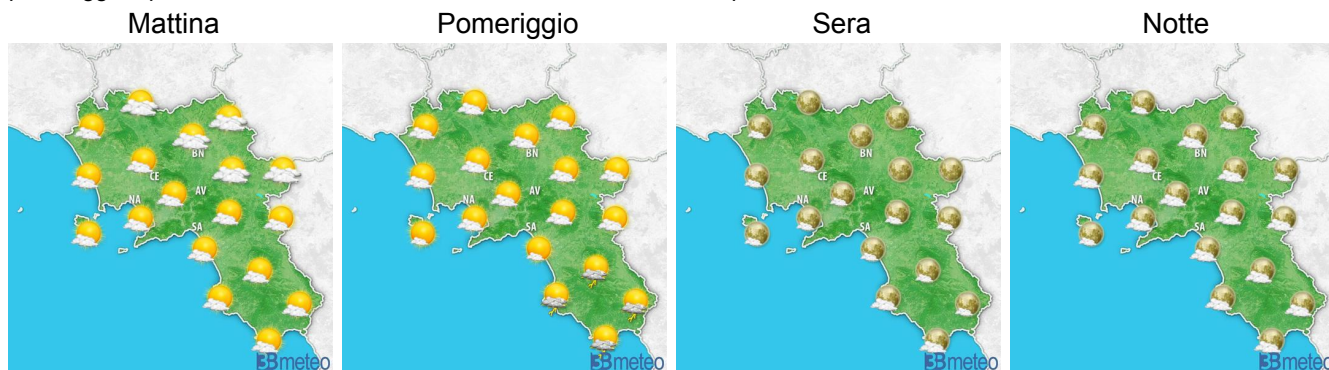 Mattina Pomeriggio Sera Notte
BN BN BN BN
CE CE CE CE
AV AV AV AV
NA NA NA NA
SA SA SA SA
3Bmeteo 3Bmeteo 3Bmeteo 3Bmeteo